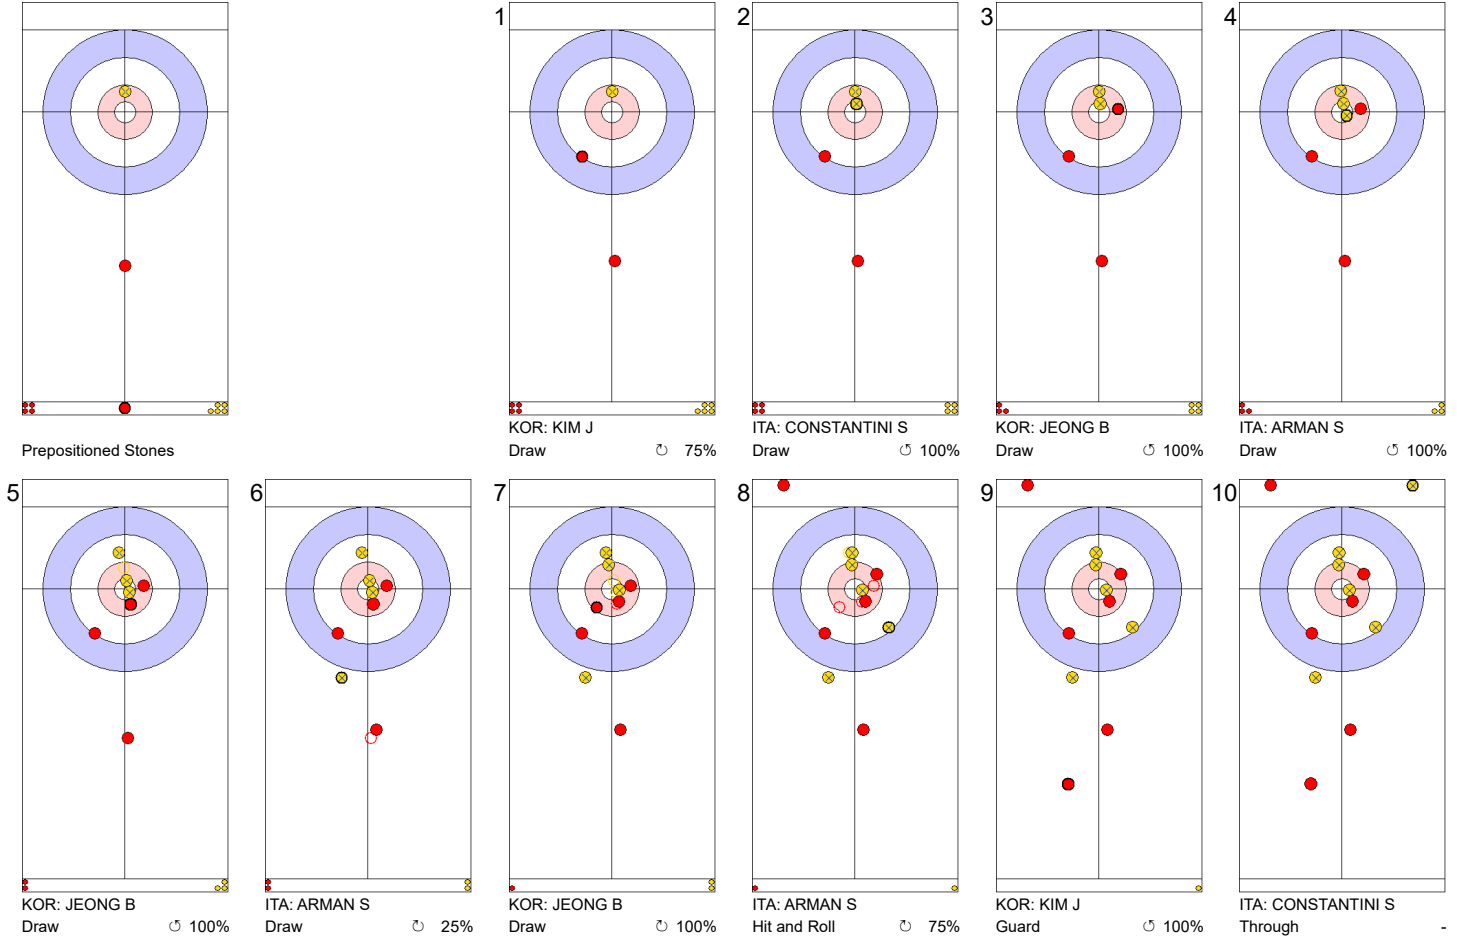 Prepositioned Stones
1
KOR: KIM J
Draw ↻ 75%
2
ITA: CONSTANTINI S
Draw ↺ 100%
3
KOR: JEONG B
Draw ↺ 100%
4
ITA: ARMAN S
Draw ↺ 100%
5
KOR: JEONG B
Draw ↺ 100%
6
ITA: ARMAN S
Draw ↻ 25%
7
KOR: JEONG B
Draw ↻ 100%
8
ITA: ARMAN S
Hit and Roll ↻ 75%
9
KOR: KIM J
Guard ↺ 100%
10
ITA: CONSTANTINI S
Through -